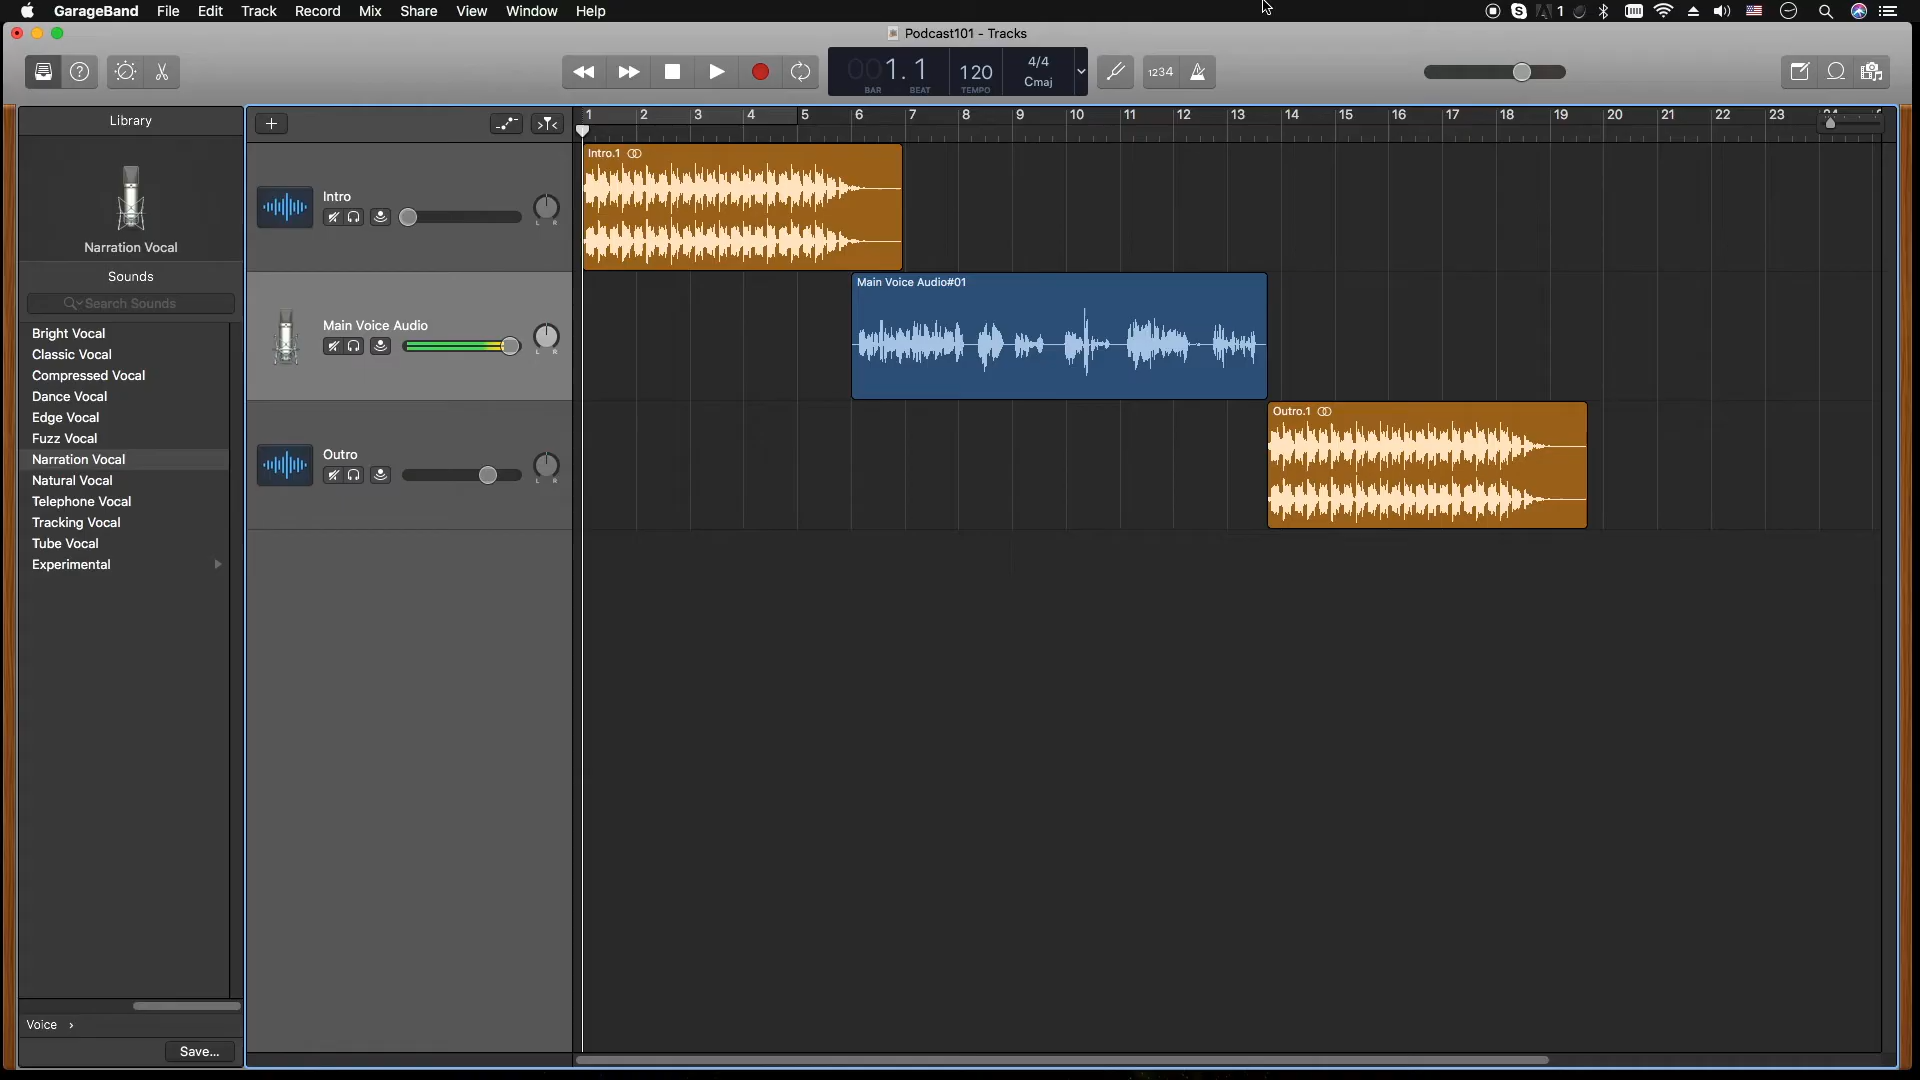 GarageBand File Edit Track Record Mix Share View Window Help
1
Podcast101 - Tracks
001.1 120 4/4 Cmaj
BAR BEAT TEMPO
1234
Library
Narration Vocal
Sounds
Search Sounds
Bright Vocal
Classic Vocal
Compressed Vocal
Dance Vocal
Edge Vocal
Fuzz Vocal
Narration Vocal
Natural Vocal
Telephone Vocal
Tracking Vocal
Tube Vocal
Experimental
Voice
Save...
1 2 3 4 5 6 7 8 9 10 11 12 13 14 15 16 17 18 19 20 21 22 23
Intro
L R
Intro.1
Main Voice Audio
L R
Main Voice Audio#01
Outro
L R
Outro.1